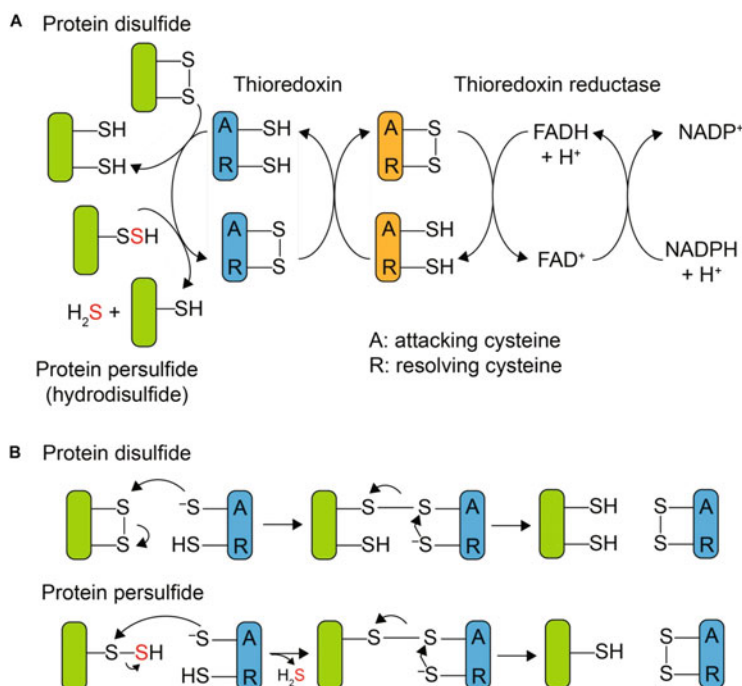 A
Protein disulfide
Thioredoxin
Thioredoxin reductase
S
S
SH
SH
A
SH
R
SH
A
S
R
S
FADH
+ H⁺
NADP⁺
SSH
A
S
R
S
A
SH
R
SH
FAD⁺
NADPH
+ H⁺
H₂S +
SH
Protein persulfide
(hydrodisulfide)
A: attacking cysteine
R: resolving cysteine
B
Protein disulfide
S
S
⁻S
A
HS
R
S
S
A
SH
⁻S
R
SH
SH
S
A
S
R
Protein persulfide
S
SH
⁻S
A
HS
R
H₂S
S
S
A
⁻S
R
SH
S
A
S
R